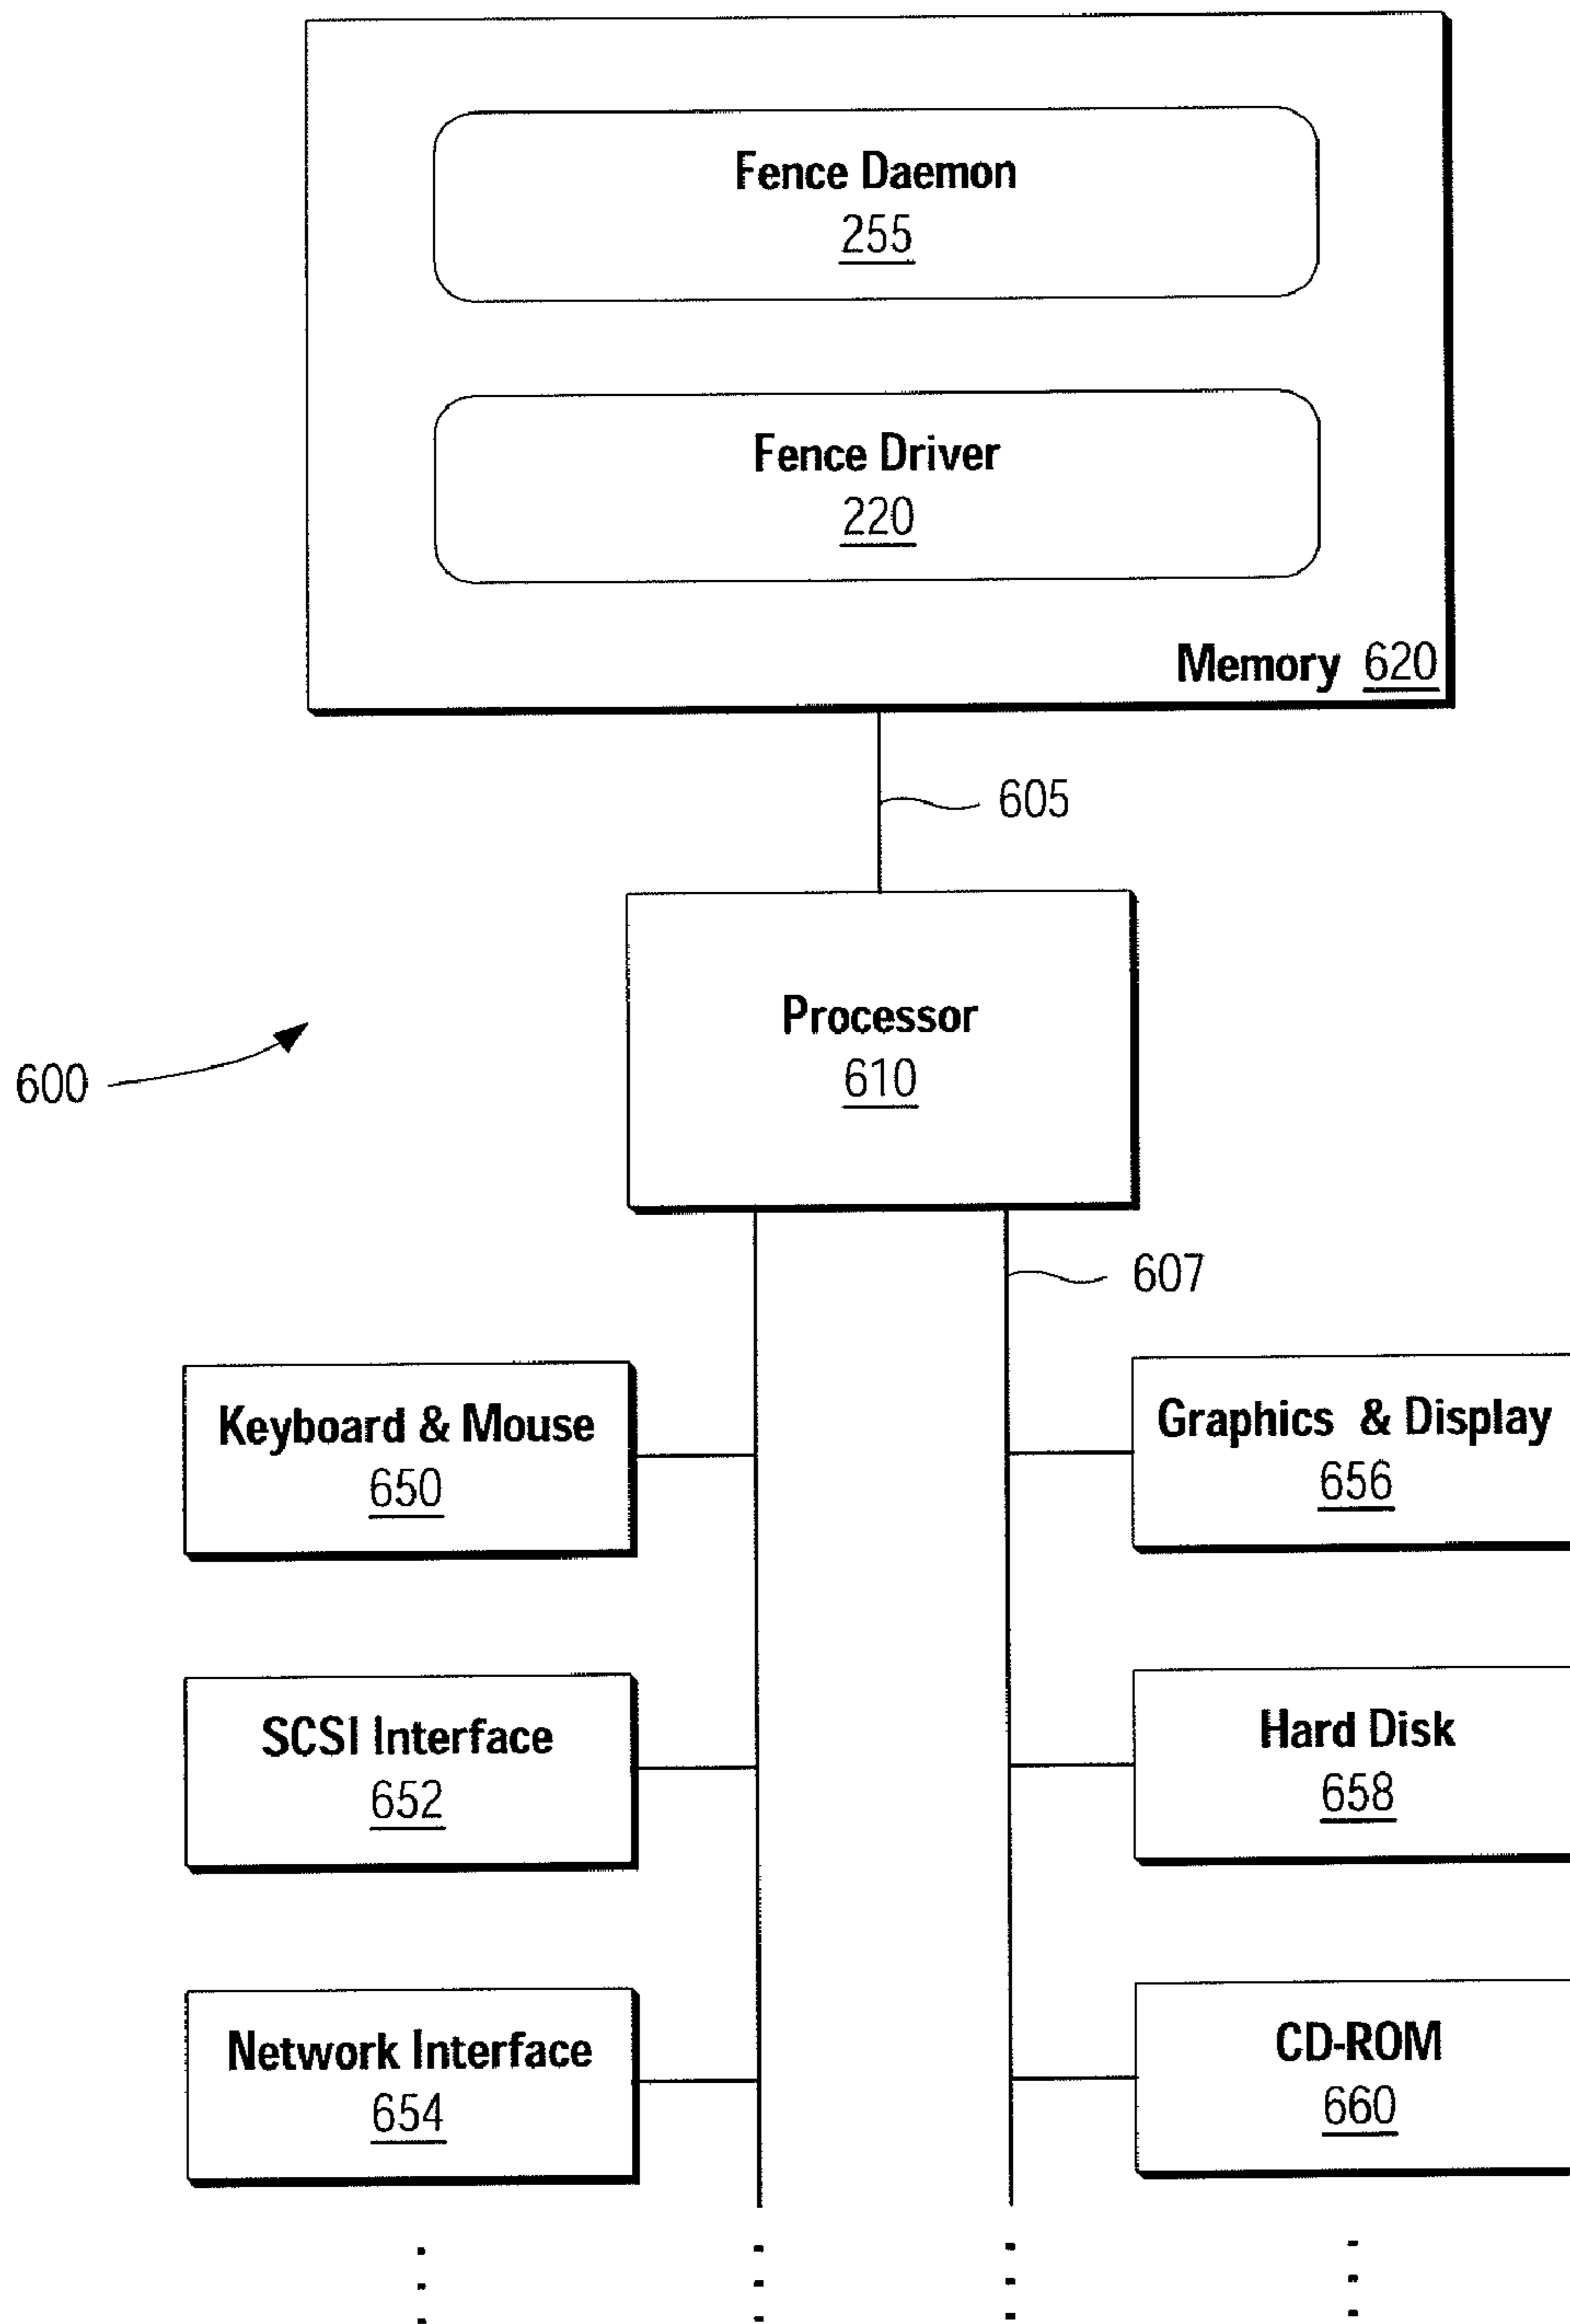 Fence Daemon
255
Fence Driver
220
Memory 620
605
Processor
610
600
607
Keyboard & Mouse
650
Graphics & Display
656
SCSI Interface
652
Hard Disk
658
Network Interface
654
CD-ROM
660